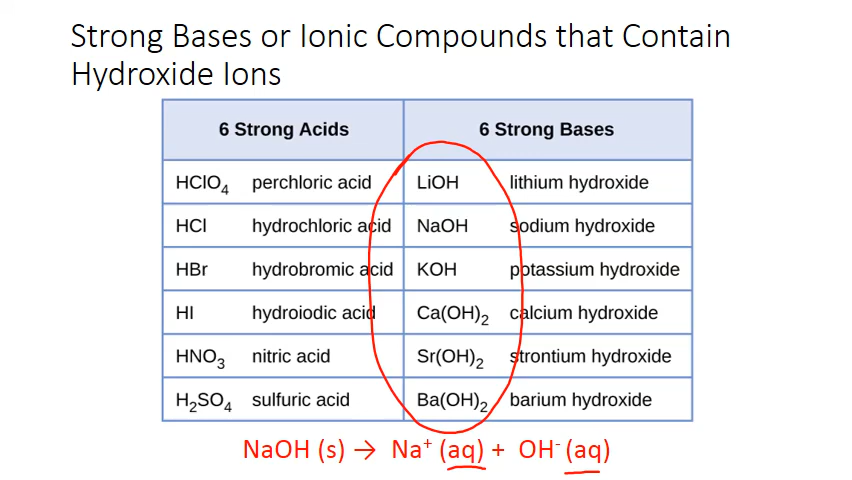 Strong Bases or Ionic Compounds that Contain
Hydroxide Ions
6 Strong Acids 6 Strong Bases
HClO₄ perchloric acid LiOH lithium hydroxide
HCl hydrochloric acid NaOH sodium hydroxide
HBr hydrobromic acid KOH potassium hydroxide
HI hydroiodic acid Ca(OH)₂ calcium hydroxide
HNO₃ nitric acid Sr(OH)₂ strontium hydroxide
H₂SO₄ sulfuric acid Ba(OH)₂ barium hydroxide
NaOH (s) → Na⁺ (aq) + OH⁻ (aq)